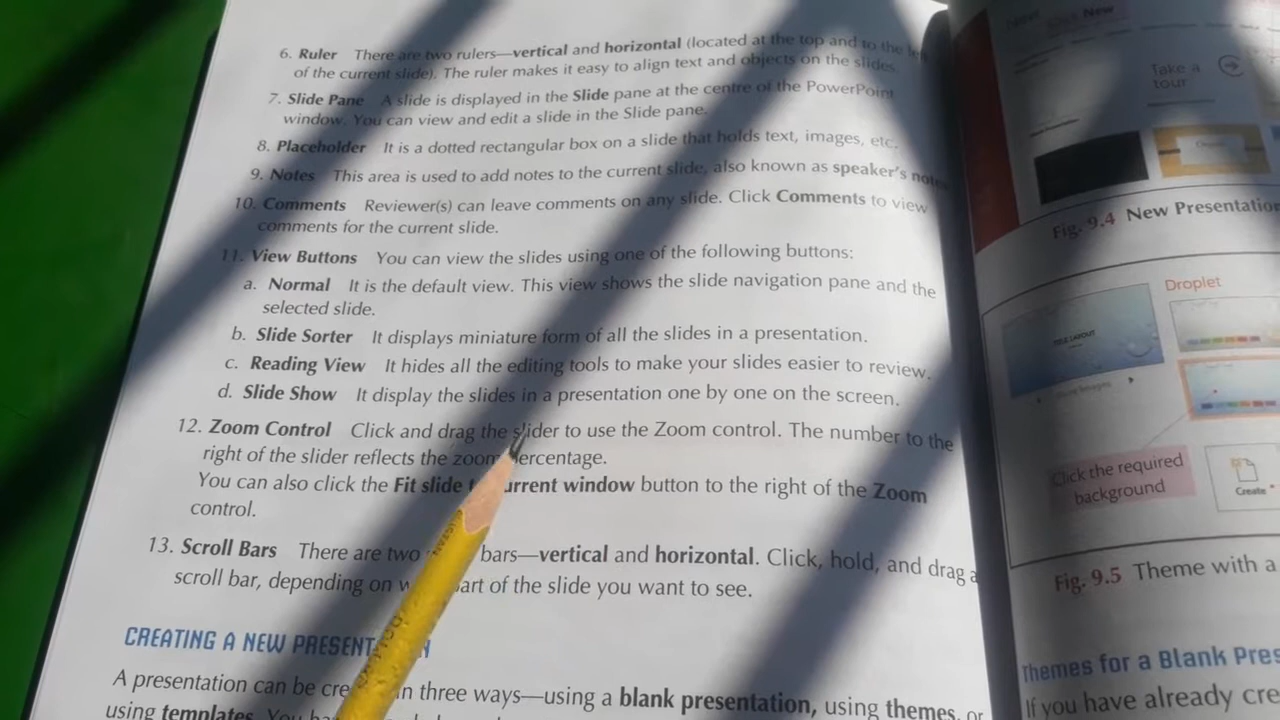 6. Ruler There are two rulers—vertical and horizontal (located at the top and to the
of the current slide). The ruler makes it easy to align text and objects on the slides.
7. Slide Pane A slide is displayed in the Slide pane at the centre of the PowerPoint
window. You can view and edit a slide in the Slide pane.
8. Placeholder It is a dotted rectangular box on a slide that holds text, images, etc.
9. Notes This area is used to add notes to the current slide, also known as speaker's
10. Comments Reviewer(s) can leave comments on any slide. Click Comments to view
comments for the current slide.
11. View Buttons You can view the slides using one of the following buttons:
a. Normal It is the default view. This view shows the slide navigation pane and the
selected slide.
b. Slide Sorter It displays miniature form of all the slides in a presentation.
c. Reading View It hides all the editing tools to make your slides easier to review.
d. Slide Show It display the slides in a presentation one by one on the screen.
12. Zoom Control Click and drag the slider to use the Zoom control. The number to the
right of the slider reflects the zoom percentage.
You can also click the Fit slide current window button to the right of the Zoom
control.
13. Scroll Bars There are two bars—vertical and horizontal. Click, hold, and drag a
scroll bar, depending on part of the slide you want to see.
CREATING A NEW
A presentation can be in three ways—using a blank presentation, using themes, or
using templates. You
New
Take a
tour
Fig. 9.4 New Presentation
Droplet
TITLE LAYOUT
More Images
Click the required
background
Create
Fig. 9.5 Theme with a
Themes for a Blank
If you have already